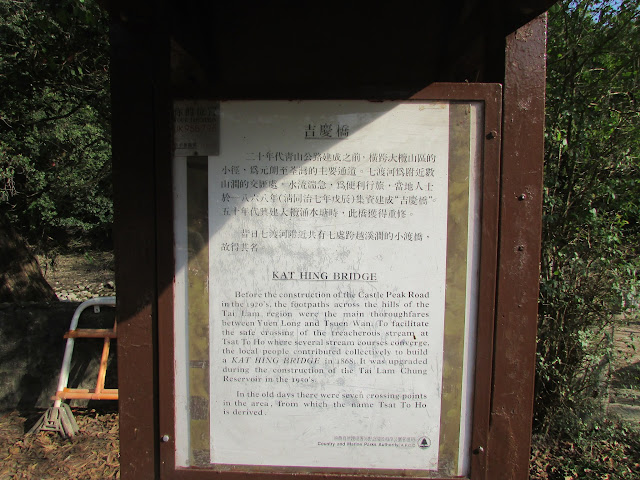 吉慶橋
二十年代青山公路建成之前，橫跨大欖山區的
小徑，為元朗至荃灣的主要通道。七渡河為附近數
山澗的交匯處。水流湍急，為便利行旅，當地人士
於一八六八年(清同治七年戊辰)集資建成“吉慶橋”。
五十年代興建大欖涌水塘時，此橋獲得重修。
昔日七渡河附近共有七處跨越溪澗的小渡橋，
故得其名。
KAT HING BRIDGE
Before the construction of the Castle Peak Road
in the 1920's, the footpaths across the hills of the
Tai Lam region were the main thoroughfares
between Yuen Long and Tsuen Wan. To facilitate
the safe crossing of the treacherous stream at
Tsat To Ho where several stream courses converge,
the local people contributed collectively to build
a KAT HING BRIDGE in 1868. It was upgraded
during the construction of the Tai Lam Chung
Reservoir in the 1950's.
In the old days there were seven crossing points
in the area, from which the name Tsat To Ho
is derived.
Country and Marine Parks Authority